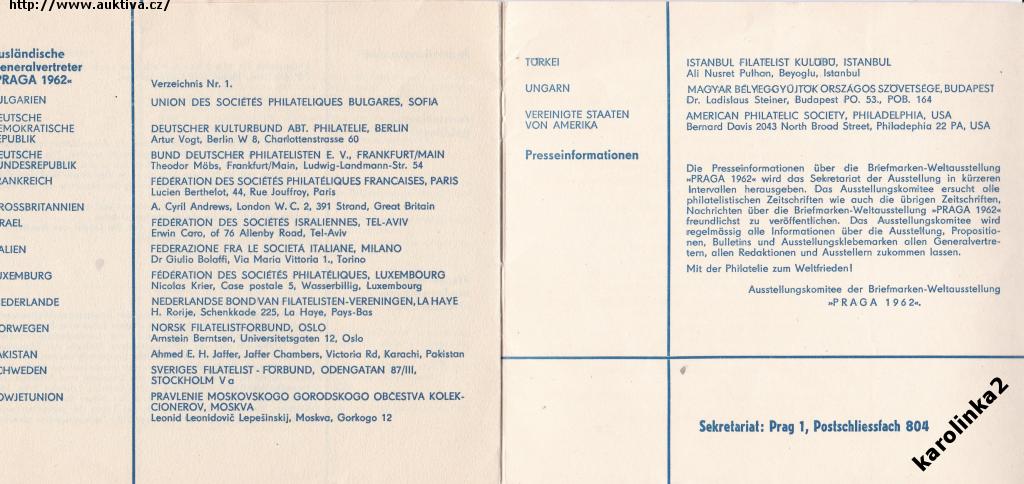 http://www.auktiva.cz/
usländische
eneralvertreter
PRAGA 1962«
Verzeichnis Nr. 1.
ULGARIEN
UNION DES SOCIÉTÉS PHILATELIQUES BULGARES, SOFIA
EUTSCHE
EMOKRATISCHE
EPUBLIK
DEUTSCHER KULTURBUND ABT. PHILATELIE, BERLIN
Artur Vogt, Berlin W 8, Charlottenstrasse 60
EUTSCHE
UNDESREPUBLIK
BUND DEUTSCHER PHILATELISTEN E. V., FRANKFURT/MAIN
Theodor Möbs, Frankfurt/Main, Ludwig-Landmann-Str. 54
RANKREICH
FÉDERATION DES SOCIÉTÉS PHILATÉLIQUES FRANCAISES, PARIS
Lucien Berthelot, 44, Rue Jouffroy, Paris
ROSSBRITANNIEN
A. Cyril Andrews, London W. C. 2, 391 Strand, Great Britain
RAEL
FÉDÉRATION DES SOCIÉTÉS ISRALIENNES, TEL-AVIV
Erwin Caro, of 76 Allenby Road, Tel-Aviv
ALIEN
FEDERAZIONE FRA LE SOCIETÁ ITALIANE, MILANO
Dr Giulio Bolaffi, Via Maria Vittoria 1., Torino
UXEMBURG
FÉDÉRATION DES SOCIÉTÉS PHILATÉLIQUES, LUXEMBOURG
Nicolas Krier, Case postale 5, Wasserbillig, Luxembourg
IEDERLANDE
NEDERLANDSE BOND VAN FILATELISTEN-VERENINGEN, LA HAYE
H. Rorije, Schenkkade 225, La Haye, Pays-Bas
ORWEGEN
NORSK FILATELISTFORBUND, OSLO
Arnstein Berntsen, Universitetsgaten 12, Oslo
AKISTAN
Ahmed E. H. Jaffer, Jaffer Chambers, Victoria Rd, Karachi, Pakistan
CHWEDEN
SVERIGES FILATELIST-FÖRBUND, ODENGATAN 87/III,
STOCKHOLM Va
OWJETUNION
PRAVLENIE MOSKOVSKOGO GORODSKOGO OBČESTVA KOLEK-
CIONEROV, MOSKVA
Leonid Leonidovič Lepešinskij, Moskva, Gorkogo 12
TÜRKEI
ISTANBUL FILATELIST KULÜBÜ, ISTANBUL
Ali Nusret Pulhan, Beyoglu, Istanbul
UNGARN
MAGYAR BÉLYEGGYÜJTÖK ORSZÁGOS SZÖVETSÉGE, BUDAPEST
Dr. Ladislaus Steiner, Budapest PO. 53., POB. 164
VEREINIGTE STAATEN
VON AMERIKA
AMERICAN PHILATELIC SOCIETY, PHILADELPHIA, USA
Bernard Davis 2043 North Broad Street, Philadephia 22 PA, USA
Presseinformationen
Die Presseinformationen über die Briefmarken-Weltausstellung
»PRAGA 1962« wird das Sekretariat der Ausstellung in kürzeren
Intervallen herausgeben. Das Ausstellungskomitee ersucht alle
philatelistischen Zeitschriften wie auch die übrigen Zeitschriften,
Nachrichten über die Briefmarken-Weltausstellung »PRAGA 1962«
freundlichst zu veröffentlichen. Das Ausstellungskomitee wird
regelmässig alle Informationen über die Ausstellung, Propositio-
nen, Bulletins und Ausstellungsklebemarken allen Generalvertre-
tern, allen Redaktionen und Ausstellern zukommen lassen.
Mit der Philatelie zum Weltfrieden!
Ausstellungskomitee der Briefmarken-Weltausstellung
»PRAGA 1962«.
Sekretariat: Prag 1, Postschliessfach 804
karolinka2